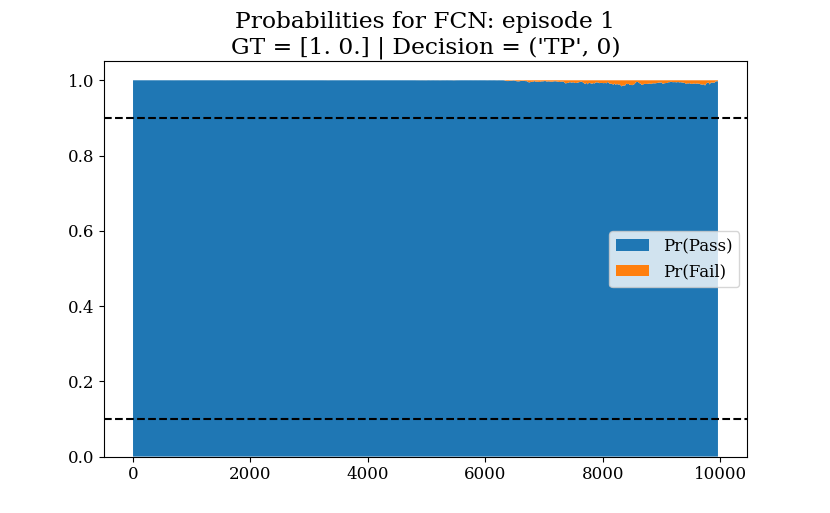 Probabilities for FCN: episode 1
GT = [1. 0.] | Decision = ('TP', 0)
1.0
0.8
0.6
0.4
0.2
0.0
Pr(Pass)
Pr(Fail)
0 2000 4000 6000 8000 10000